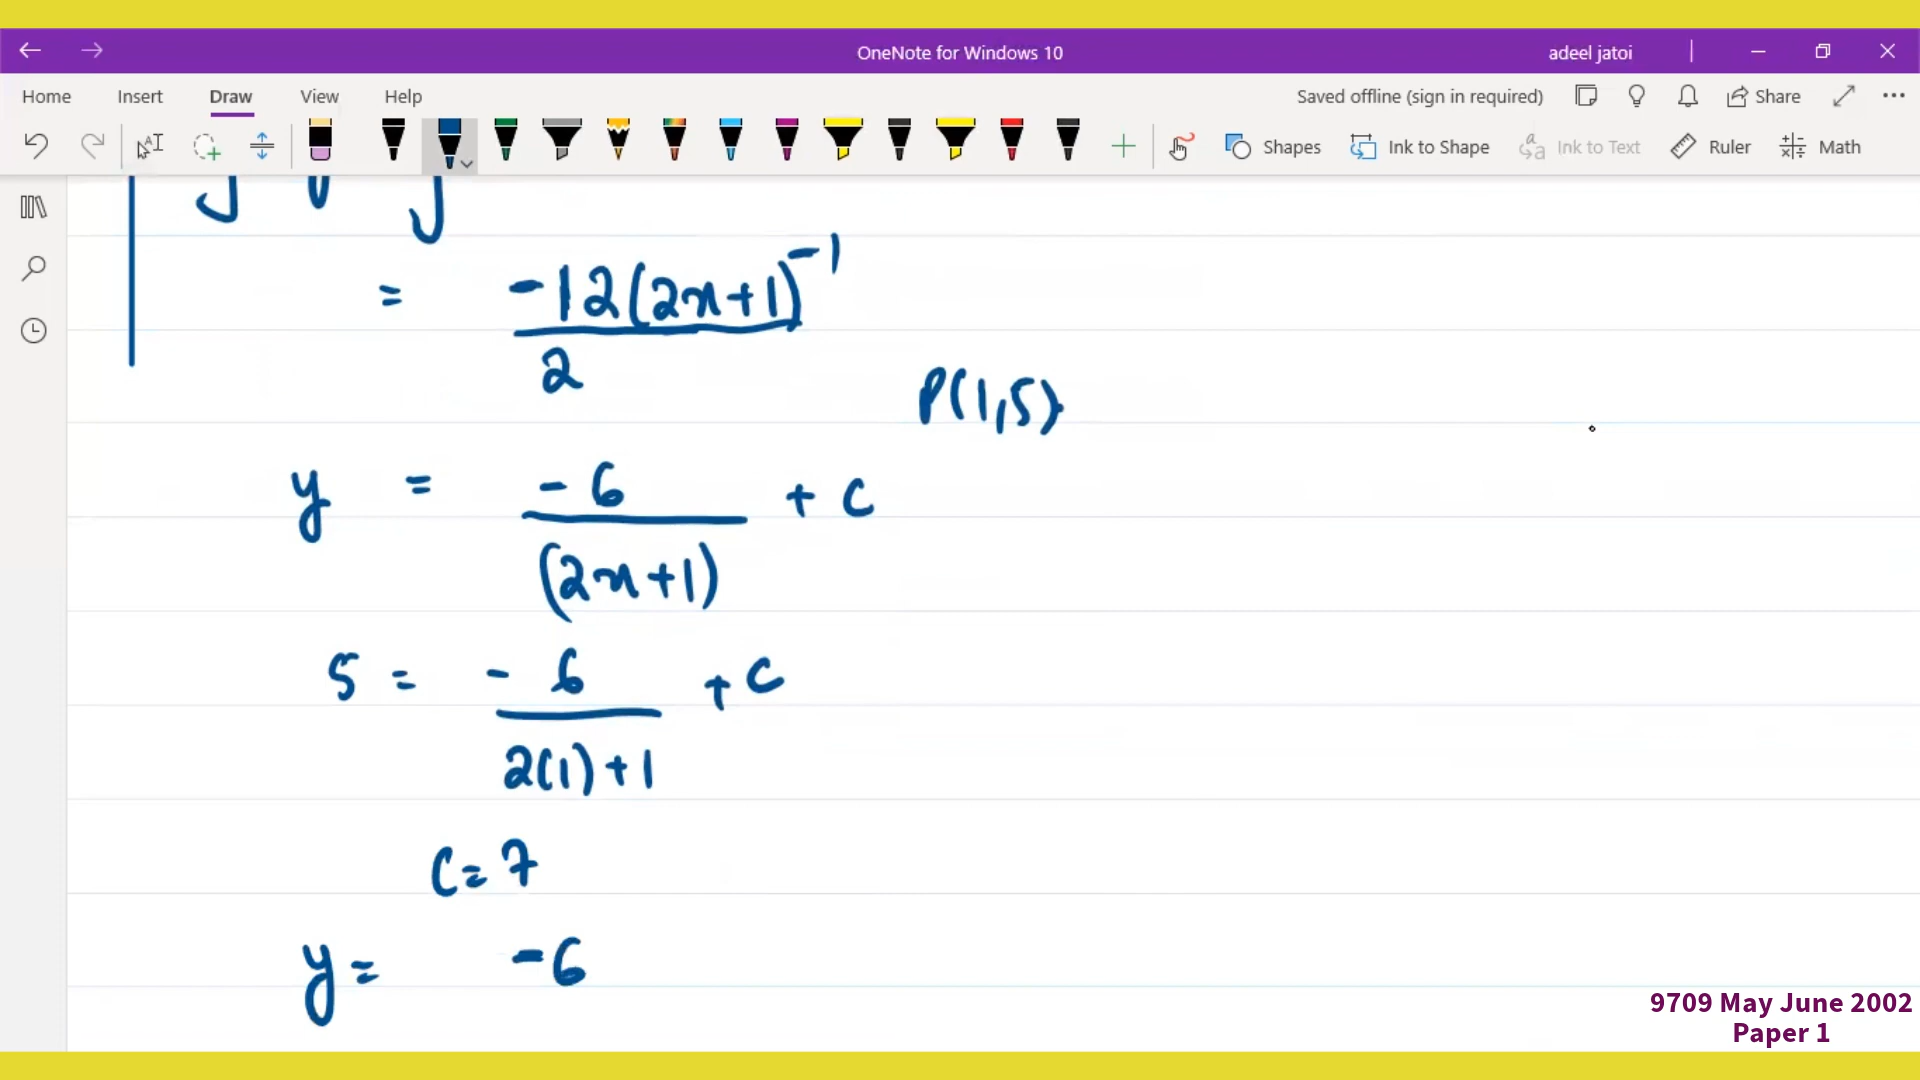 OneNote for Windows 10
adeel jatoi
Home Insert Draw View Help
Saved offline (sign in required) Share
Shapes Ink to Shape Ink to Text Ruler Math
= -12(2x+1)^-1
2
P(1,5)
y = -6 + c
(2x+1)
5 = -6 + c
2(1)+1
c=7
y= -6
9709 May June 2002
Paper 1